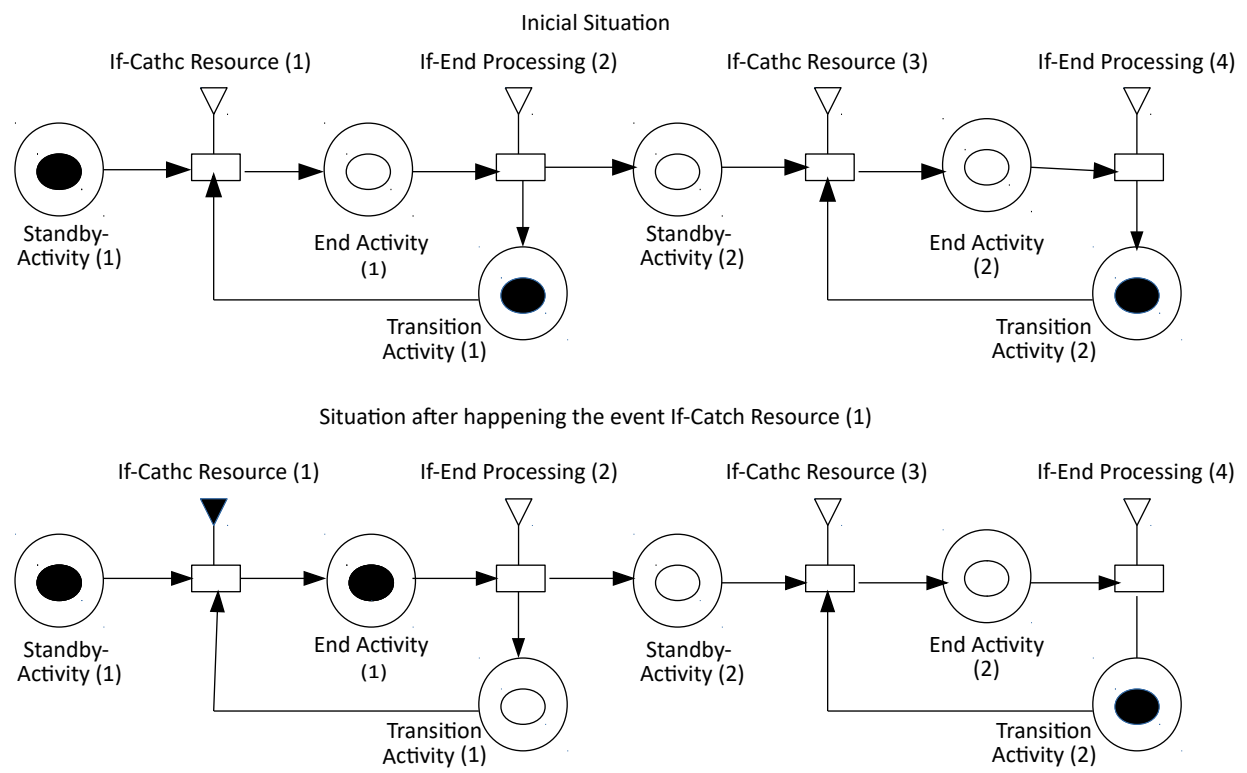 Inicial Situation
If-Cathc Resource (1)
If-End Processing (2)
If-Cathc Resource (3)
If-End Processing (4)
Standby-
Activity (1)
End Activity
(1)
Standby-
Activity (2)
End Activity
(2)
Transition
Activity (1)
Transition
Activity (2)
Situation after happening the event If-Catch Resource (1)
If-Cathc Resource (1)
If-End Processing (2)
If-Cathc Resource (3)
If-End Processing (4)
Standby-
Activity (1)
End Activity
(1)
Standby-
Activity (2)
End Activity
(2)
Transition
Activity (1)
Transition
Activity (2)